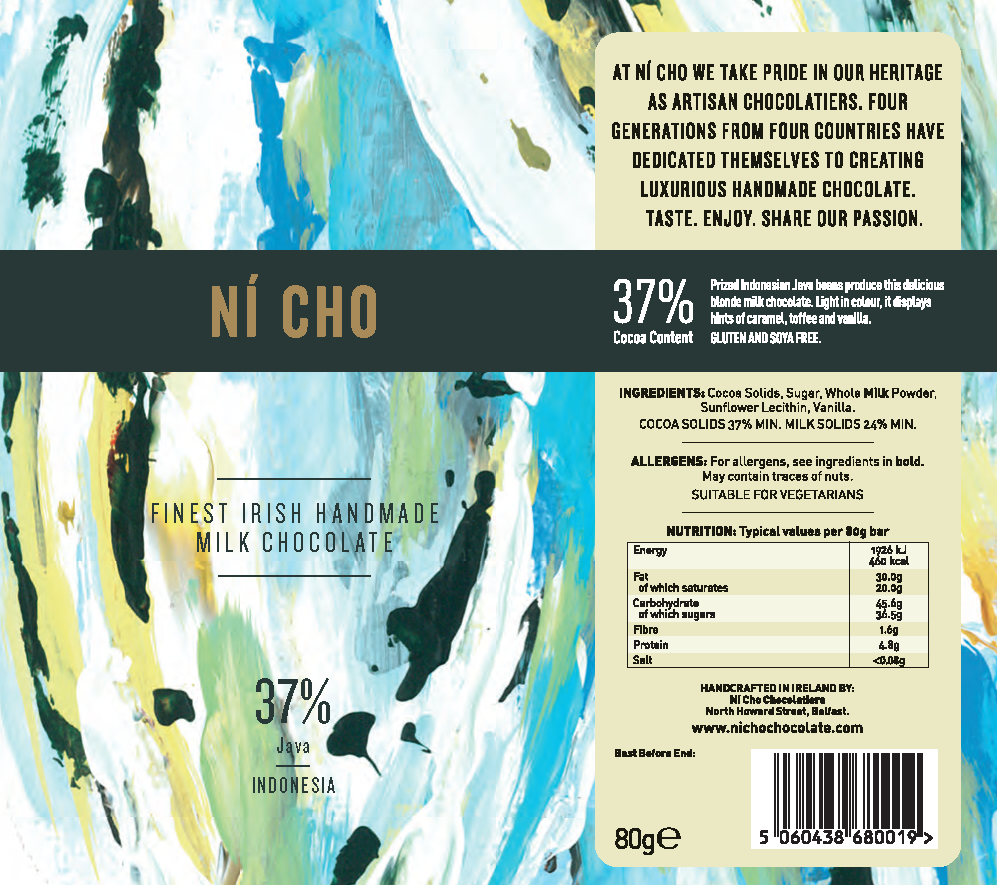 NÍ CHO
FINEST IRISH HANDMADE
MILK CHOCOLATE
37%
Java
INDONESIA
AT NÍ CHO WE TAKE PRIDE IN OUR HERITAGE
AS ARTISAN CHOCOLATIERS. FOUR
GENERATIONS FROM FOUR COUNTRIES HAVE
DEDICATED THEMSELVES TO CREATING
LUXURIOUS HANDMADE CHOCOLATE.
TASTE. ENJOY. SHARE OUR PASSION.
37%
Cocoa Content
Prized Indonesian Java beans produce this delicious
blonde milk chocolate. Light in colour, it displays
hints of caramel, toffee and vanilla.
GLUTEN AND SOYA FREE.
INGREDIENTS: Cocoa Solids, Sugar, Whole Milk Powder,
Sunflower Lecithin, Vanilla.
COCOA SOLIDS 37% MIN. MILK SOLIDS 24% MIN.
ALLERGENS: For allergens, see ingredients in bold.
May contain traces of nuts.
SUITABLE FOR VEGETARIANS
NUTRITION: Typical values per 80g bar
Energy 1926 kJ
460 kcal
Fat 30.0g
of which saturates 20.0g
Carbohydrate 45.6g
of which sugars 36.5g
Fibre 1.6g
Protein 4.8g
Salt <0.08g
HANDCRAFTED IN IRELAND BY:
Ní Cho Chocolatiers
North Howard Street, Belfast.
www.nichochocolate.com
Best Before End:
80g℮
5 060438 680019 >